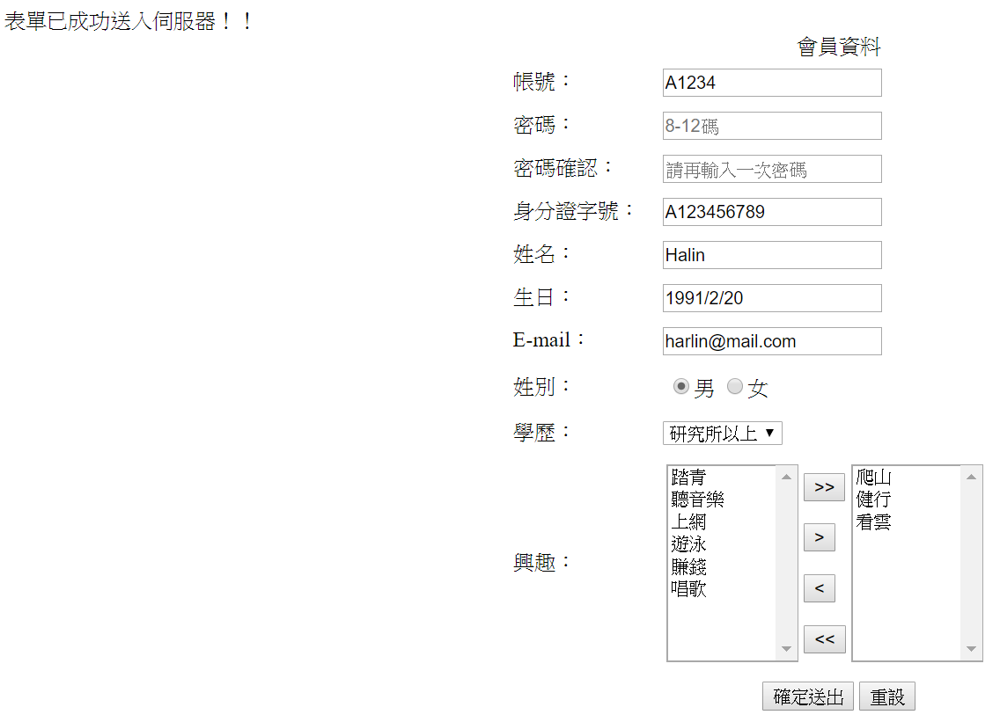 表單已成功送入伺服器！！
會員資料
帳號： A1234
密碼： 8-12碼
密碼確認： 請再輸入一次密碼
身分證字號： A123456789
姓名： Halin
生日： 1991/2/20
E-mail： harlin@mail.com
姓別： 男 女
學歷： 研究所以上
興趣：
踏青
聽音樂
上網
遊泳
賺錢
唱歌
>>
>
<
<<
爬山
健行
看雲
確定送出 重設